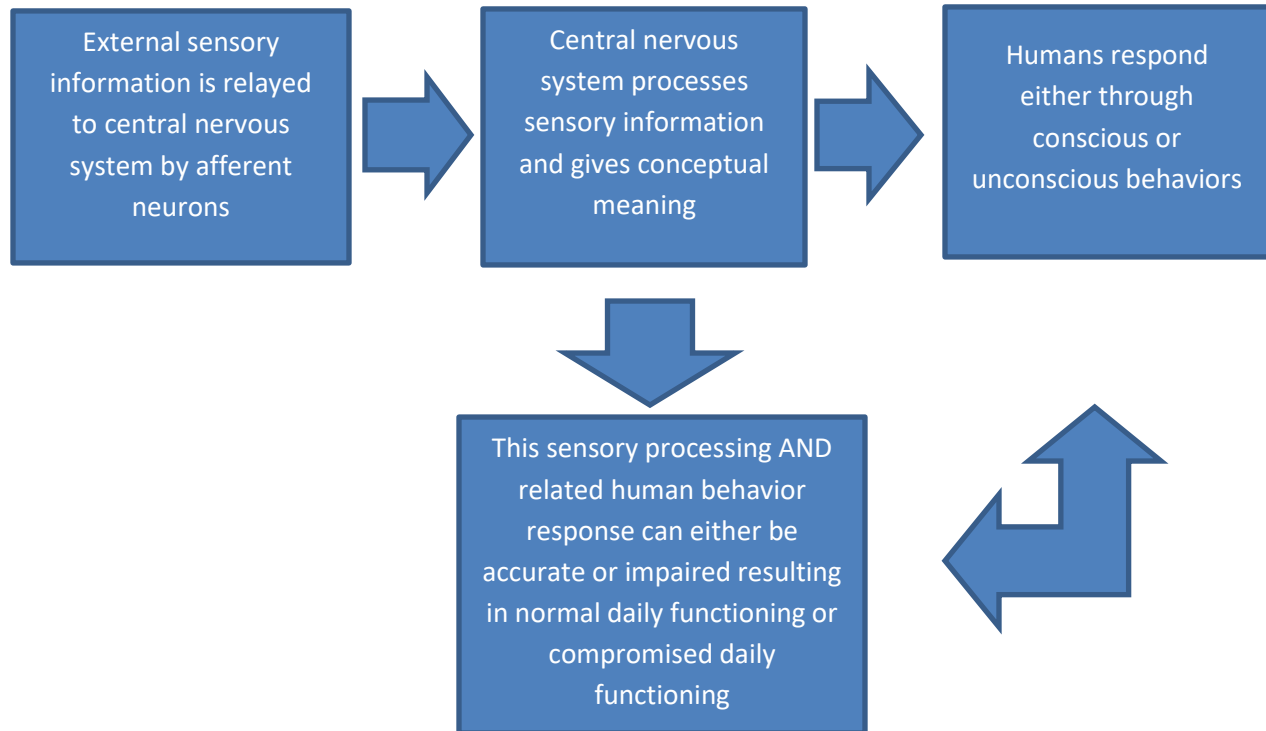 External sensory
information is relayed
to central nervous
system by afferent
neurons
Central nervous
system processes
sensory information
and gives conceptual
meaning
Humans respond
either through
conscious or
unconscious behaviors
This sensory processing AND
related human behavior
response can either be
accurate or impaired resulting
in normal daily functioning or
compromised daily
functioning